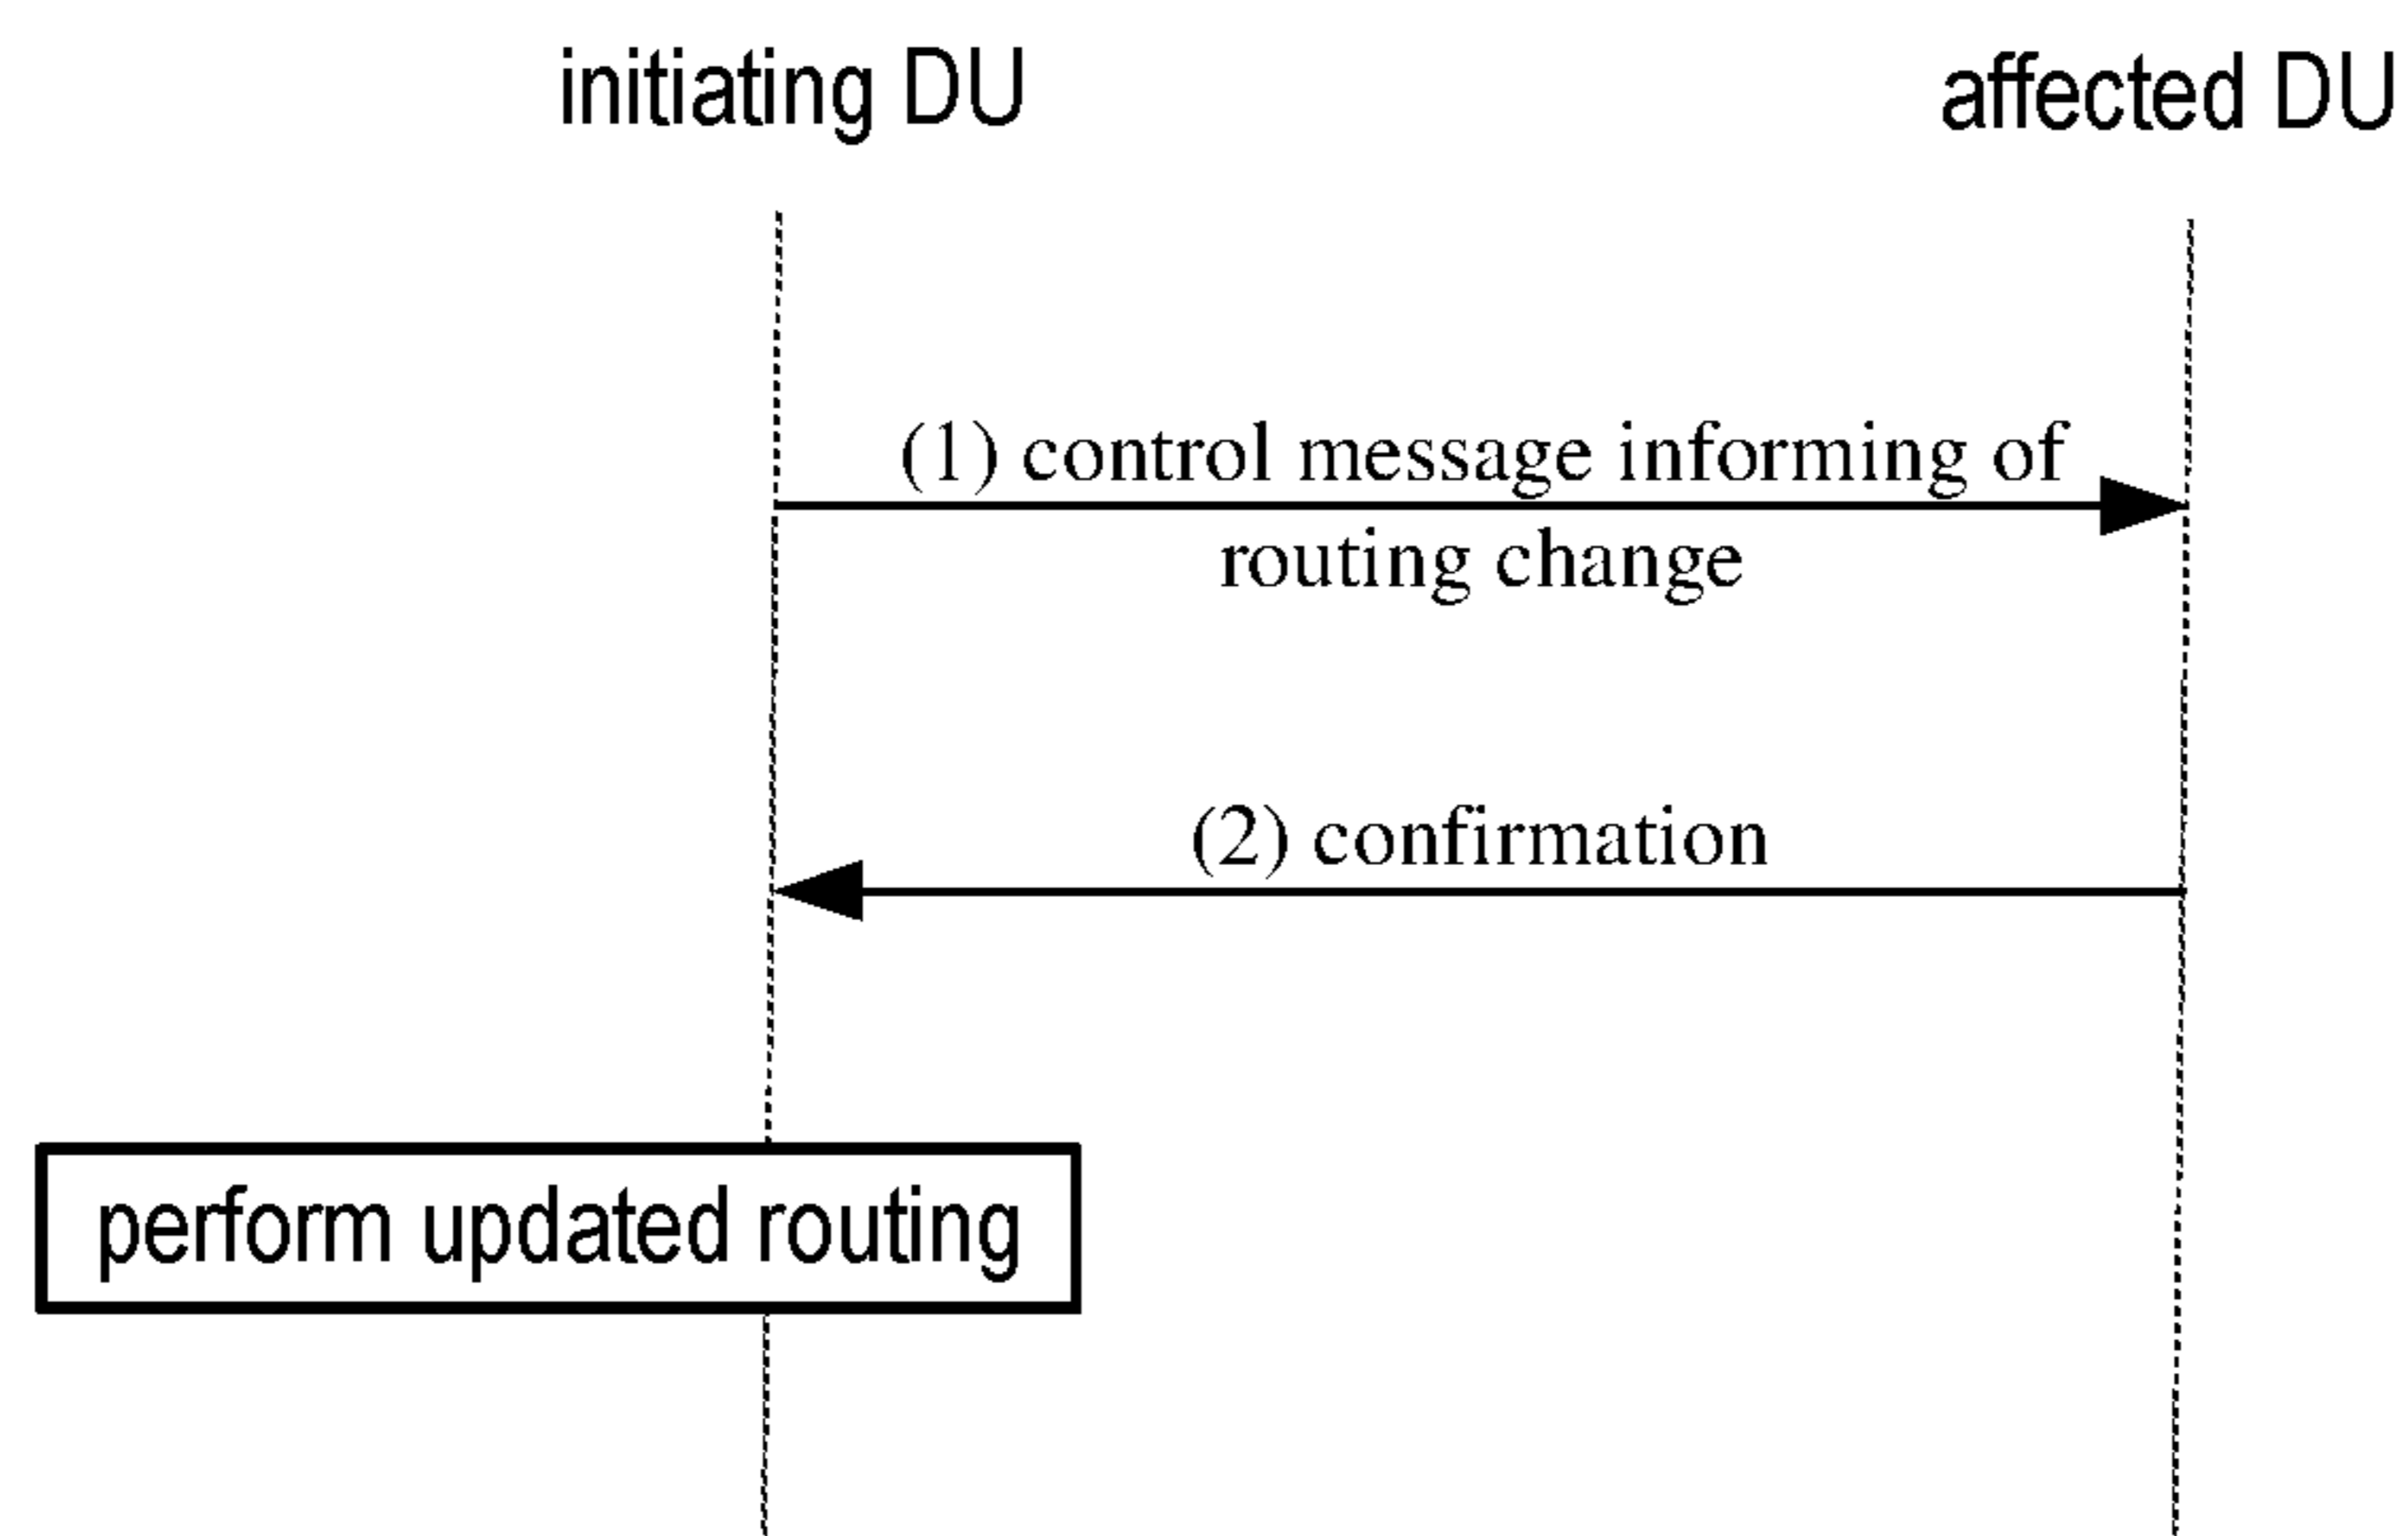 initiating DU
affected DU
(1) control message informing of
routing change
(2) confirmation
perform updated routing